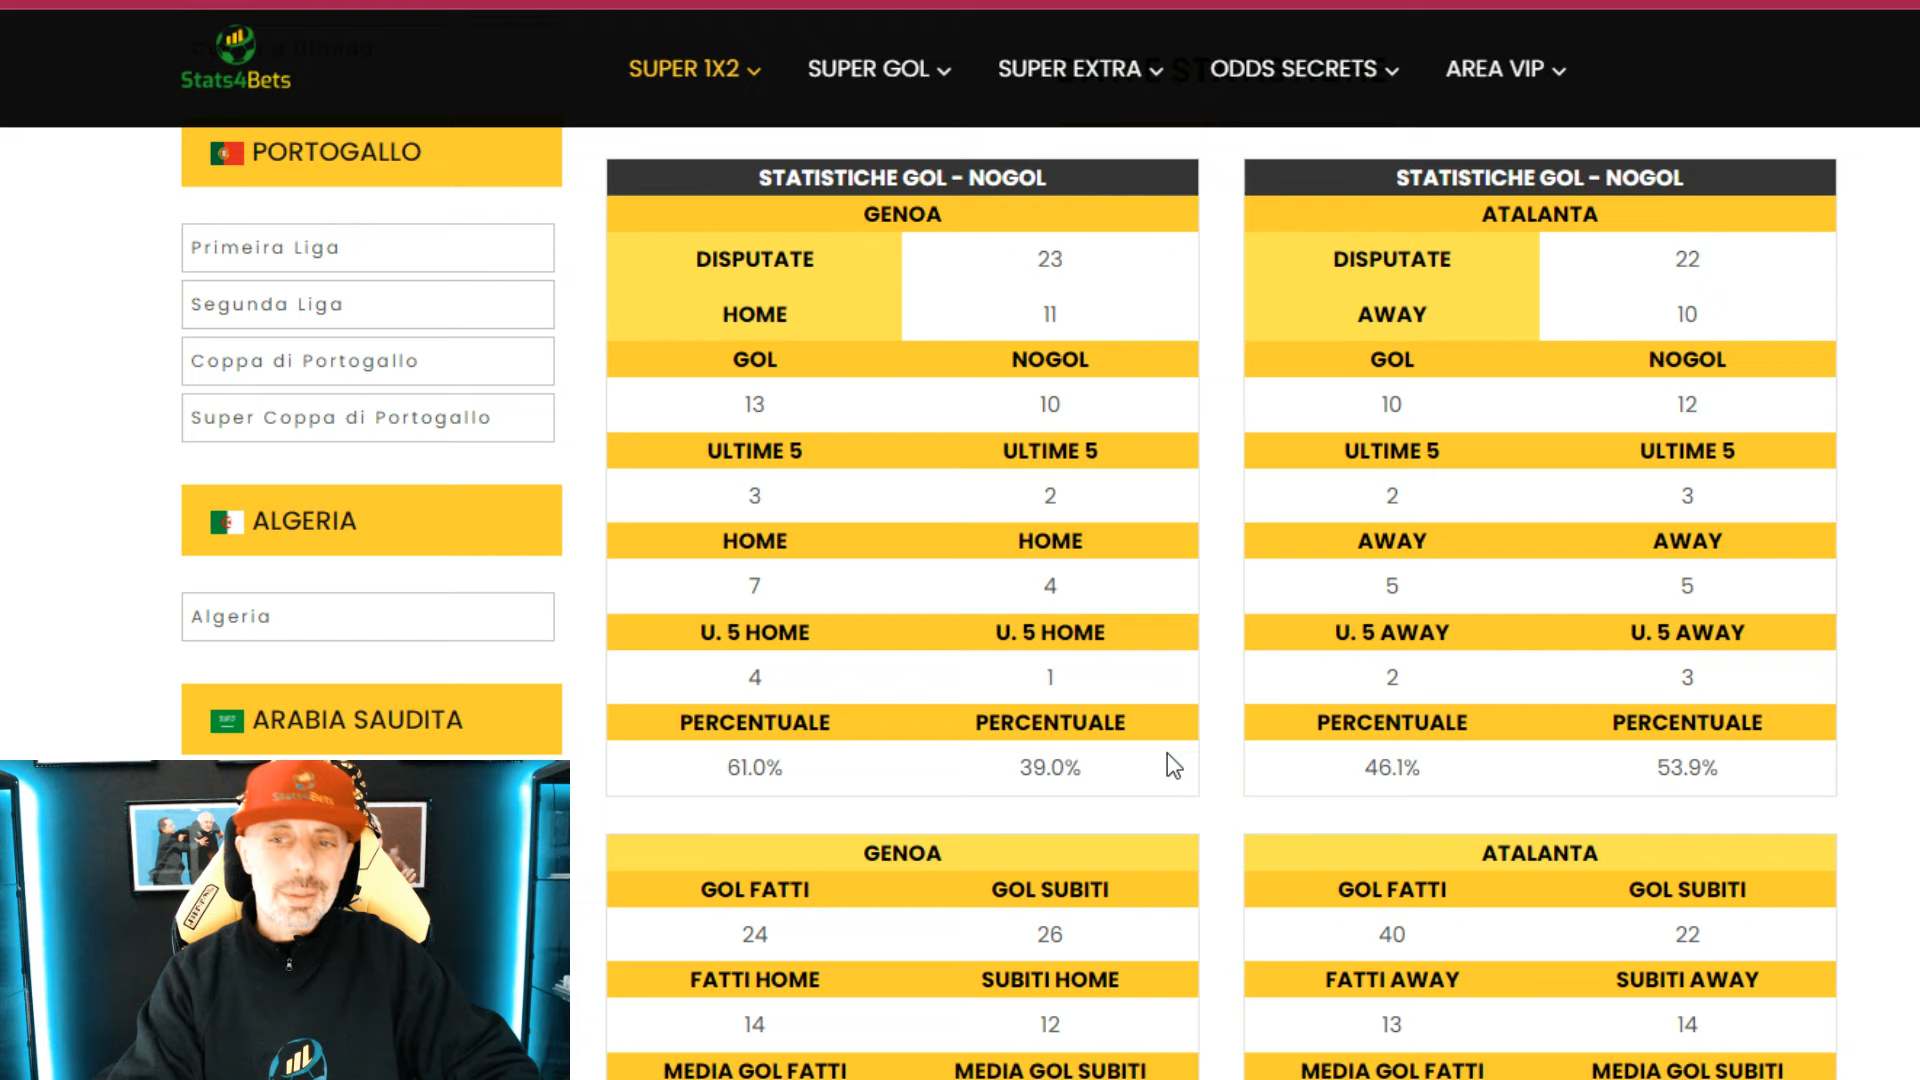 Stats4Bets
SUPER 1X2
SUPER GOL
SUPER EXTRA
ODDS SECRETS
AREA VIP
PORTOGALLO
Primeira Liga
Segunda Liga
Coppa di Portogallo
Super Coppa di Portogallo
ALGERIA
Algeria
ARABIA SAUDITA
STATISTICHE GOL - NOGOL
GENOA
DISPUTATE 23
HOME 11
GOL NOGOL
13 10
ULTIME 5 ULTIME 5
3 2
HOME HOME
7 4
U. 5 HOME U. 5 HOME
4 1
PERCENTUALE PERCENTUALE
61.0% 39.0%
GENOA
GOL FATTI GOL SUBITI
24 26
FATTI HOME SUBITI HOME
14 12
MEDIA GOL FATTI MEDIA GOL SUBITI
STATISTICHE GOL - NOGOL
ATALANTA
DISPUTATE 22
AWAY 10
GOL NOGOL
10 12
ULTIME 5 ULTIME 5
2 3
AWAY AWAY
5 5
U. 5 AWAY U. 5 AWAY
2 3
PERCENTUALE PERCENTUALE
46.1% 53.9%
ATALANTA
GOL FATTI GOL SUBITI
40 22
FATTI AWAY SUBITI AWAY
13 14
MEDIA GOL FATTI MEDIA GOL SUBITI
Stats4Bets